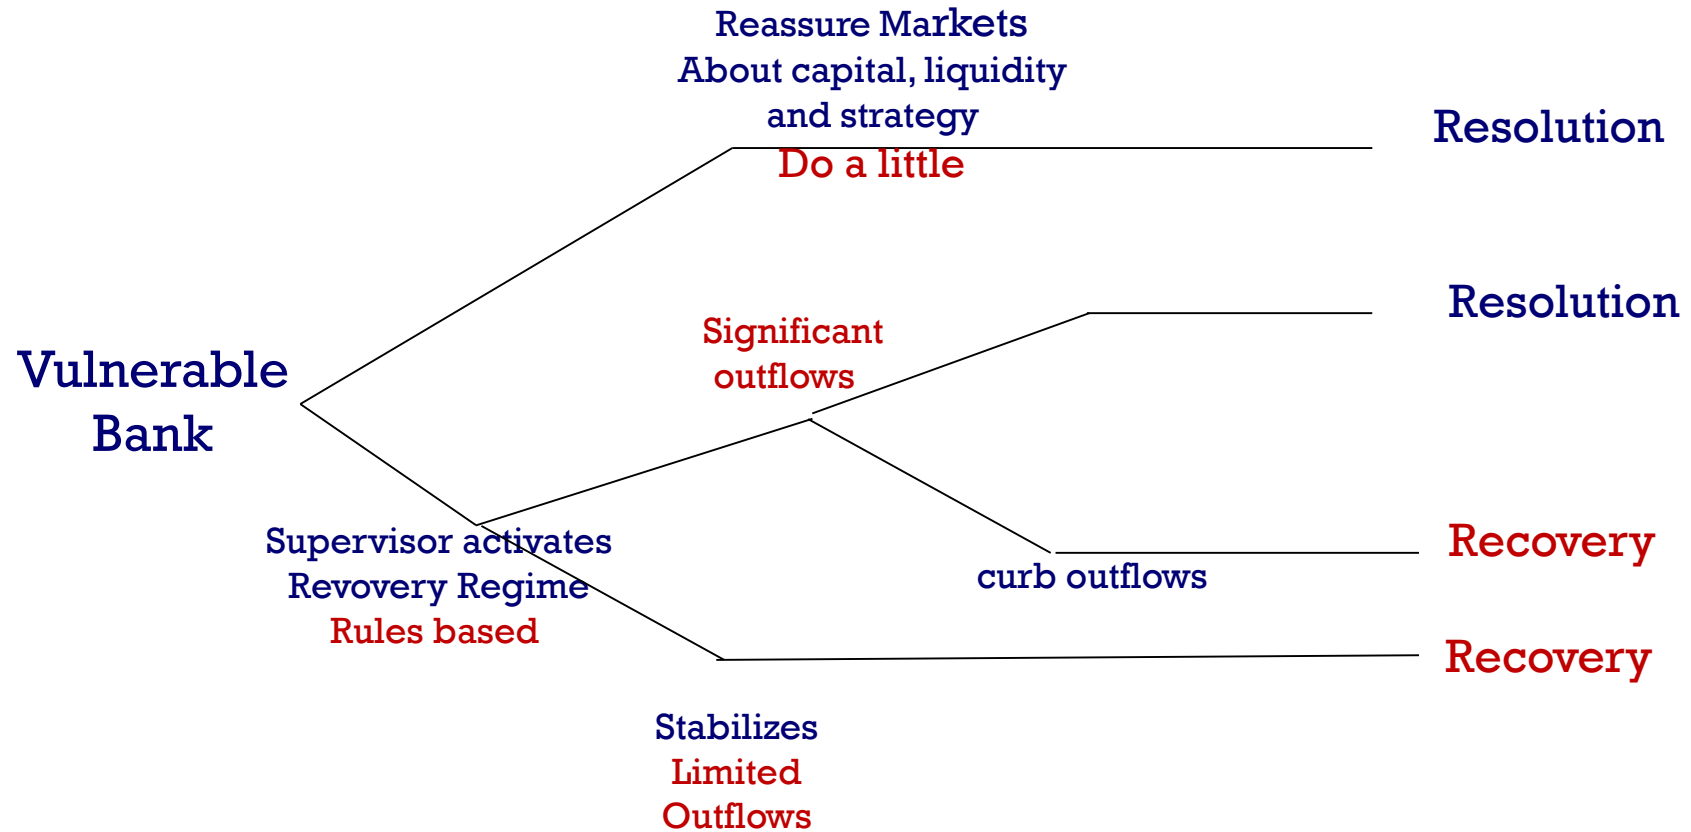 Reassure Markets
About capital, liquidity
and strategy
Do a little
Resolution
Resolution
Significant
outflows
Vulnerable
Bank
Supervisor activates
Revovery Regime
Rules based
curb outflows
Recovery
Recovery
Stabilizes
Limited
Outflows